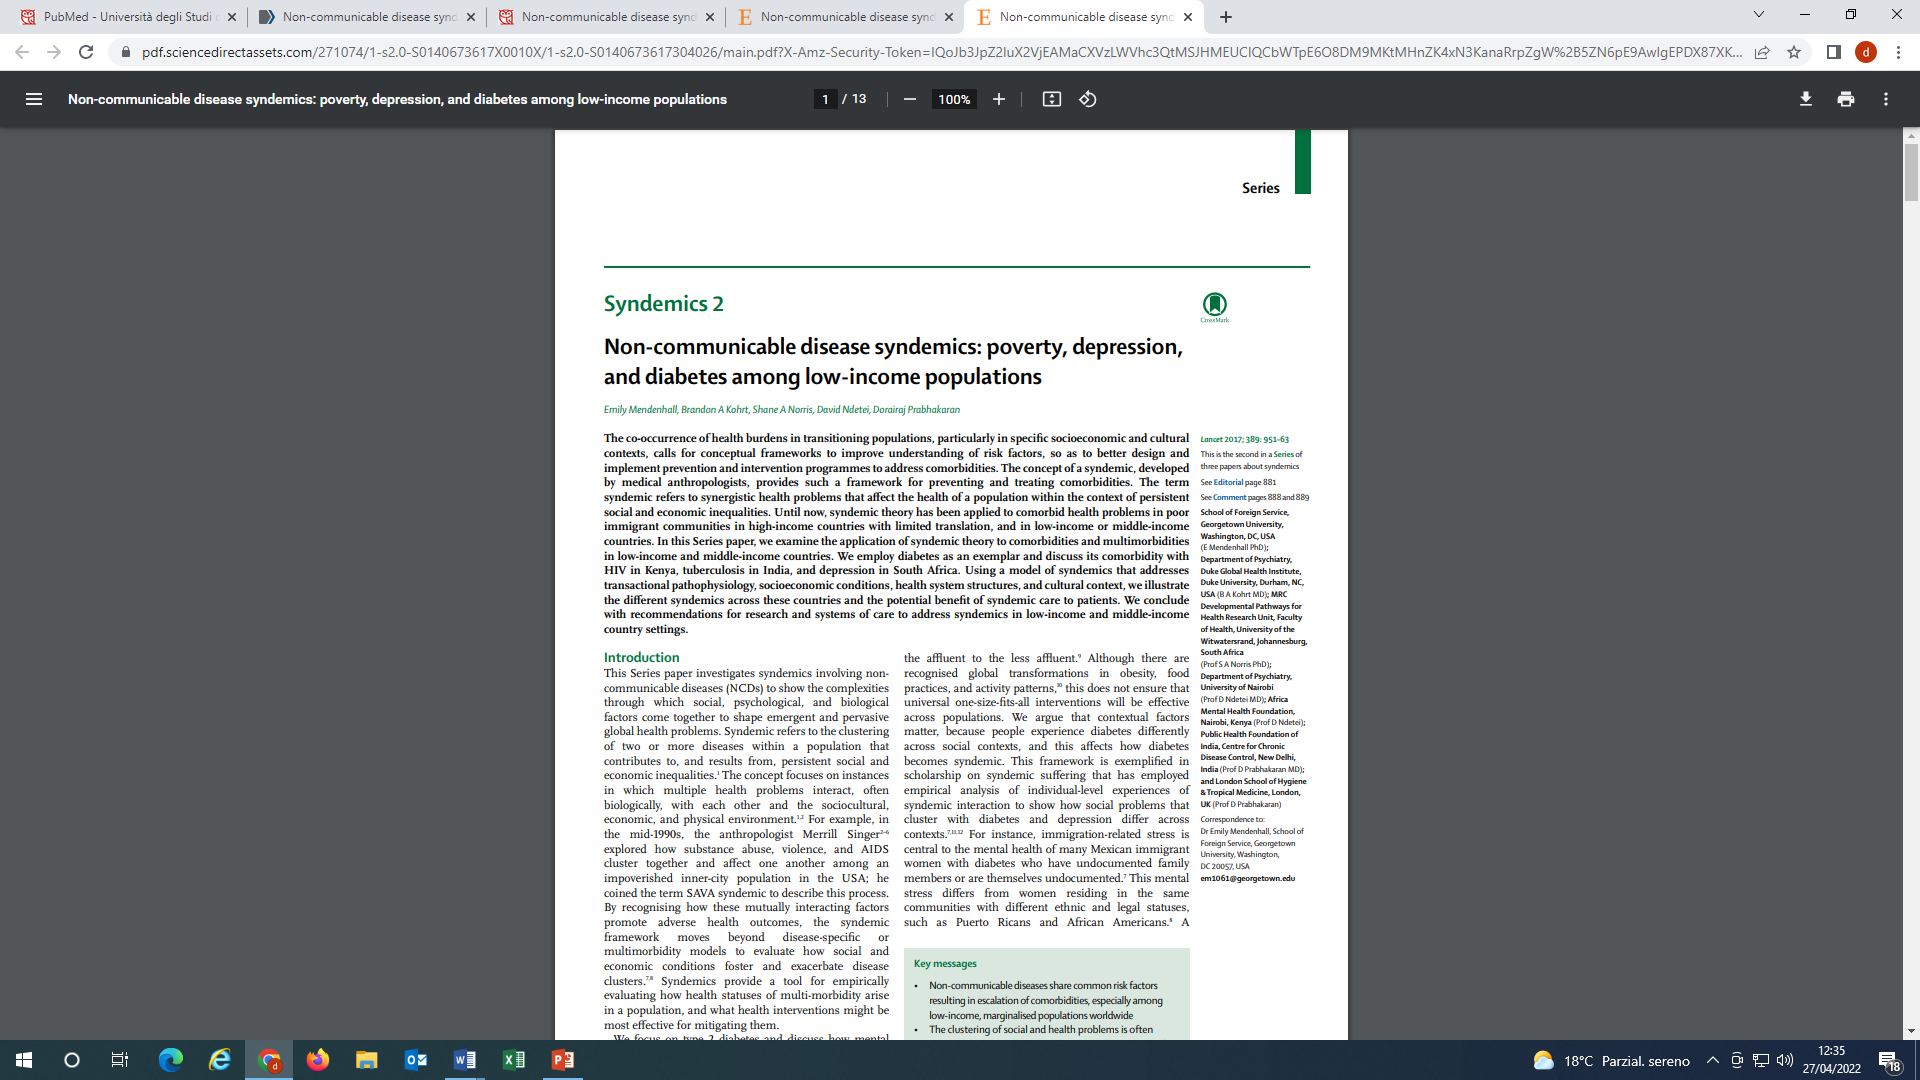 PubMed - Università degli Studi
Non-communicable disease synd
Non-communicable disease synd
Non-communicable disease synd
Non-communicable disease sync
pdf.sciencedirectassets.com/271074/1-s2.0-S0140673617X0010X/1-s2.0-S0140673617304026/main.pdf?X-Amz-Security-Token=IQoJb3JpZ2luX2VjEAMaCXVzLWVhc3QtMSJHMEUCIQCbWTpE6O8DM9MKtMHnZK4xN3KanaRrpZgW%2B5ZN6pE9AwIgEPDX87XK...
d
Non-communicable disease syndemics: poverty, depression, and diabetes among low-income populations
1 / 13
100%
Series
Syndemics 2
CrossMark
Non-communicable disease syndemics: poverty, depression,
and diabetes among low-income populations
Emily Mendenhall, Brandon A Kohrt, Shane A Norris, David Ndetei, Dorairaj Prabhakaran
The co-occurrence of health burdens in transitioning populations, particularly in specific socioeconomic and cultural
contexts, calls for conceptual frameworks to improve understanding of risk factors, so as to better design and
implement prevention and intervention programmes to address comorbidities. The concept of a syndemic, developed
by medical anthropologists, provides such a framework for preventing and treating comorbidities. The term
syndemic refers to synergistic health problems that affect the health of a population within the context of persistent
social and economic inequalities. Until now, syndemic theory has been applied to comorbid health problems in poor
immigrant communities in high-income countries with limited translation, and in low-income or middle-income
countries. In this Series paper, we examine the application of syndemic theory to comorbidities and multimorbidities
in low-income and middle-income countries. We employ diabetes as an exemplar and discuss its comorbidity with
HIV in Kenya, tuberculosis in India, and depression in South Africa. Using a model of syndemics that addresses
transactional pathophysiology, socioeconomic conditions, health system structures, and cultural context, we illustrate
the different syndemics across these countries and the potential benefit of syndemic care to patients. We conclude
with recommendations for research and systems of care to address syndemics in low-income and middle-income
country settings.
Introduction
This Series paper investigates syndemics involving non-
communicable diseases (NCDs) to show the complexities
through which social, psychological, and biological
factors come together to shape emergent and pervasive
global health problems. Syndemic refers to the clustering
of two or more diseases within a population that
contributes to, and results from, persistent social and
economic inequalities.¹ The concept focuses on instances
in which multiple health problems interact, often
biologically, with each other and the sociocultural,
economic, and physical environment.¹,² For example, in
the mid-1990s, the anthropologist Merrill Singer²⁻⁶
explored how substance abuse, violence, and AIDS
cluster together and affect one another among an
impoverished inner-city population in the USA; he
coined the term SAVA syndemic to describe this process.
By recognising how these mutually interacting factors
promote adverse health outcomes, the syndemic
framework moves beyond disease-specific or
multimorbidity models to evaluate how social and
economic conditions foster and exacerbate disease
clusters.⁷,⁸ Syndemics provide a tool for empirically
evaluating how health statuses of multi-morbidity arise
in a population, and what health interventions might be
most effective for mitigating them.
We focus on type 2 diabetes and discuss how mental
the affluent to the less affluent.⁹ Although there are
recognised global transformations in obesity, food
practices, and activity patterns,¹⁰ this does not ensure that
universal one-size-fits-all interventions will be effective
across populations. We argue that contextual factors
matter, because people experience diabetes differently
across social contexts, and this affects how diabetes
becomes syndemic. This framework is exemplified in
scholarship on syndemic suffering that has employed
empirical analysis of individual-level experiences of
syndemic interaction to show how social problems that
cluster with diabetes and depression differ across
contexts.⁷,¹¹,¹² For instance, immigration-related stress is
central to the mental health of many Mexican immigrant
women with diabetes who have undocumented family
members or are themselves undocumented.⁷ This mental
stress differs from women residing in the same
communities with different ethnic and legal statuses,
such as Puerto Ricans and African Americans.⁸ A
Key messages
• Non-communicable diseases share common risk factors
resulting in escalation of comorbidities, especially among
low-income, marginalised populations worldwide
• The clustering of social and health problems is often
Lancet 2017; 389: 951–63
This is the second in a Series of
three papers about syndemics
See Editorial page 881
See Comment pages 888 and 889
School of Foreign Service,
Georgetown University,
Washington, DC, USA
(E Mendenhall PhD);
Department of Psychiatry,
Duke Global Health Institute,
Duke University, Durham, NC,
USA (B A Kohrt MD); MRC
Developmental Pathways for
Health Research Unit, Faculty
of Health, University of the
Witwatersrand, Johannesburg,
South Africa
(Prof S A Norris PhD);
Department of Psychiatry,
University of Nairobi
(Prof D Ndetei MD); Africa
Mental Health Foundation,
Nairobi, Kenya (Prof D Ndetei);
Public Health Foundation of
India, Centre for Chronic
Disease Control, New Delhi,
India (Prof D Prabhakaran MD);
and London School of Hygiene
& Tropical Medicine, London,
UK (Prof D Prabhakaran)
Correspondence to:
Dr Emily Mendenhall, School of
Foreign Service, Georgetown
University, Washington,
DC 20057, USA
em1061@georgetown.edu
18°C Parzial. sereno
12:35
27/04/2022
18